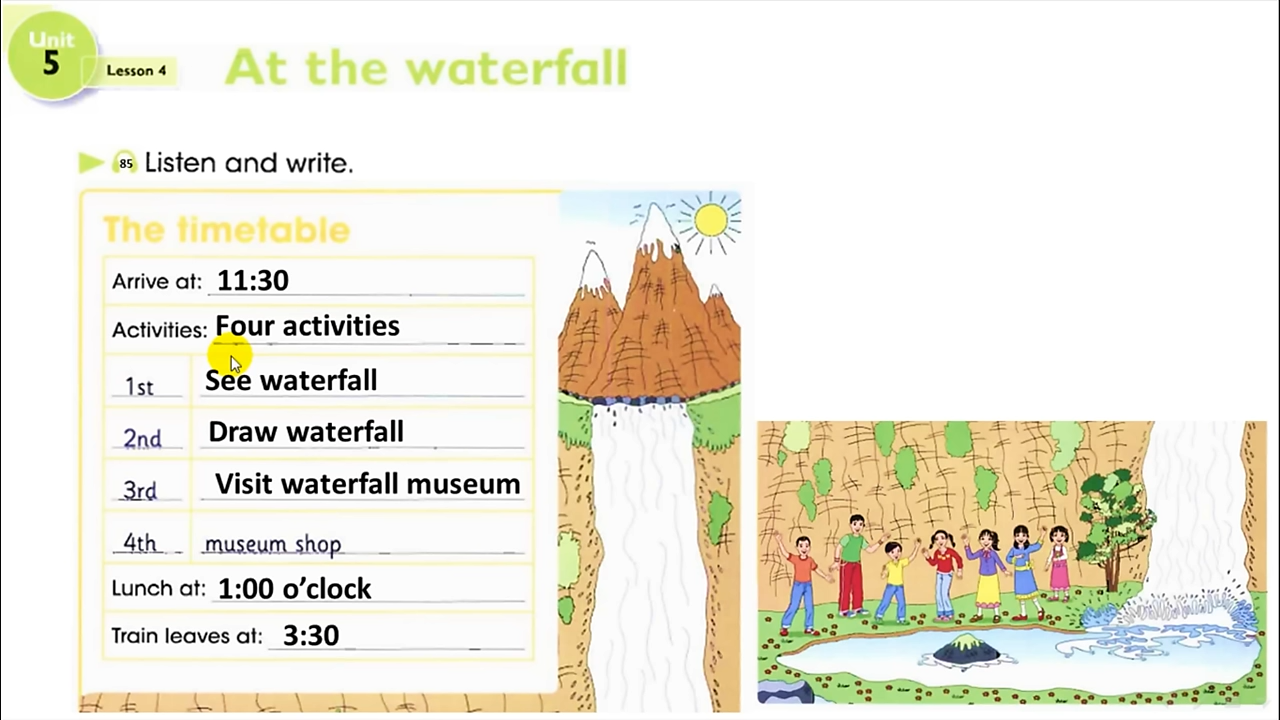 Unit
5
Lesson 4
At the waterfall
85 Listen and write.
The timetable
Arrive at: 11:30
Activities: Four activities
1st See waterfall
2nd Draw waterfall
3rd Visit waterfall museum
4th museum shop
Lunch at: 1:00 o’clock
Train leaves at: 3:30